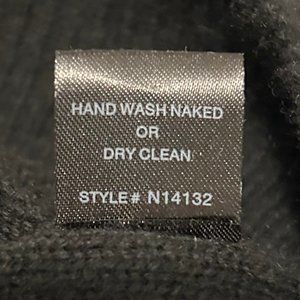 HAND WASH NAKED
OR
DRY CLEAN
STYLE# N14132